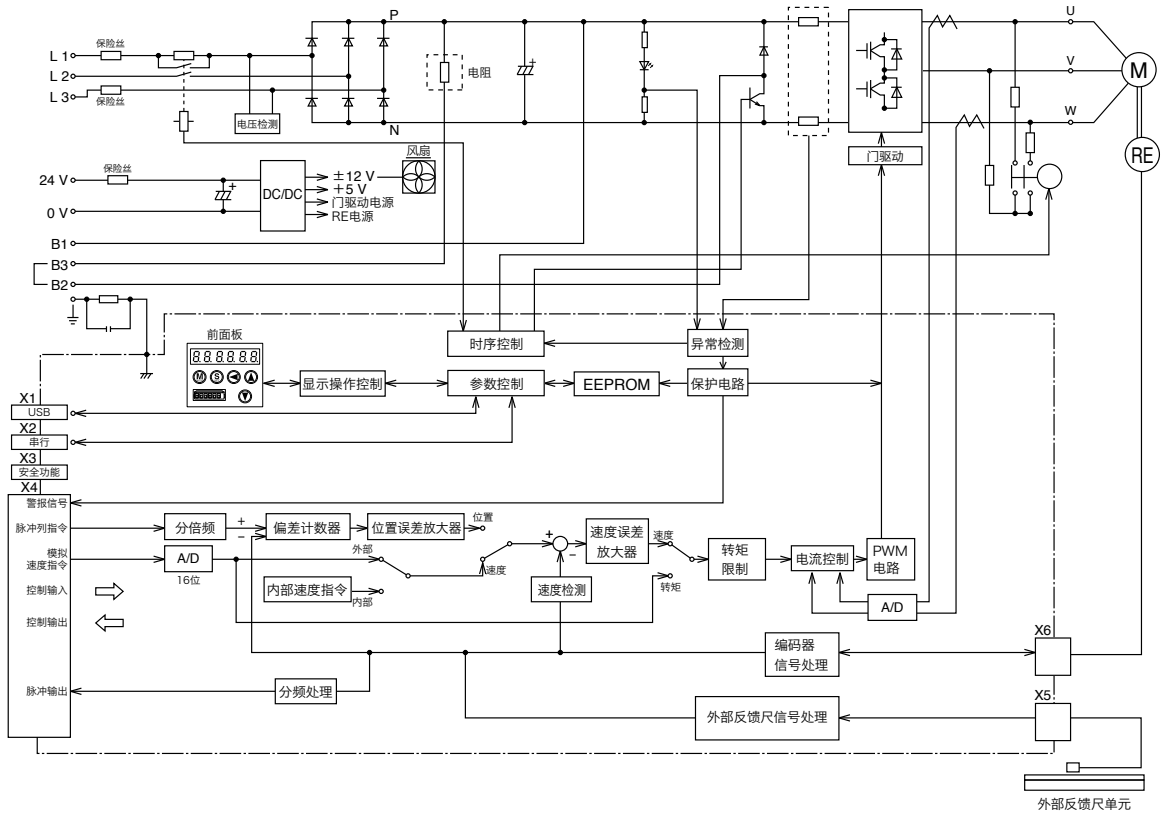 P
U
保险丝
L 1
L 2
L 3
保险丝
电压检测
电阻
V
M
W
N
RE
门驱动
风扇
24 V
保险丝
DC/DC
±12 V
+5 V
门驱动电源
RE电源
0 V
B1
B3
B2
前面板
8.8.8.8.8.8.
M
S
时序控制
异常检测
显示操作控制
参数控制
EEPROM
保护电路
X1
USB
X2
串行
X3
安全功能
X4
警报信号
脉冲列指令
分倍频
+
−
偏差计数器
位置误差放大器
位置
模拟
速度指令
A/D
16位
外部
内部速度指令
内部
速度
+
−
速度误差
放大器
速度
转矩
速度检测
转矩
限制
电流控制
PWM
电路
A/D
控制输入
控制输出
编码器
信号处理
X6
脉冲输出
分频处理
外部反馈尺信号处理
X5
外部反馈尺单元